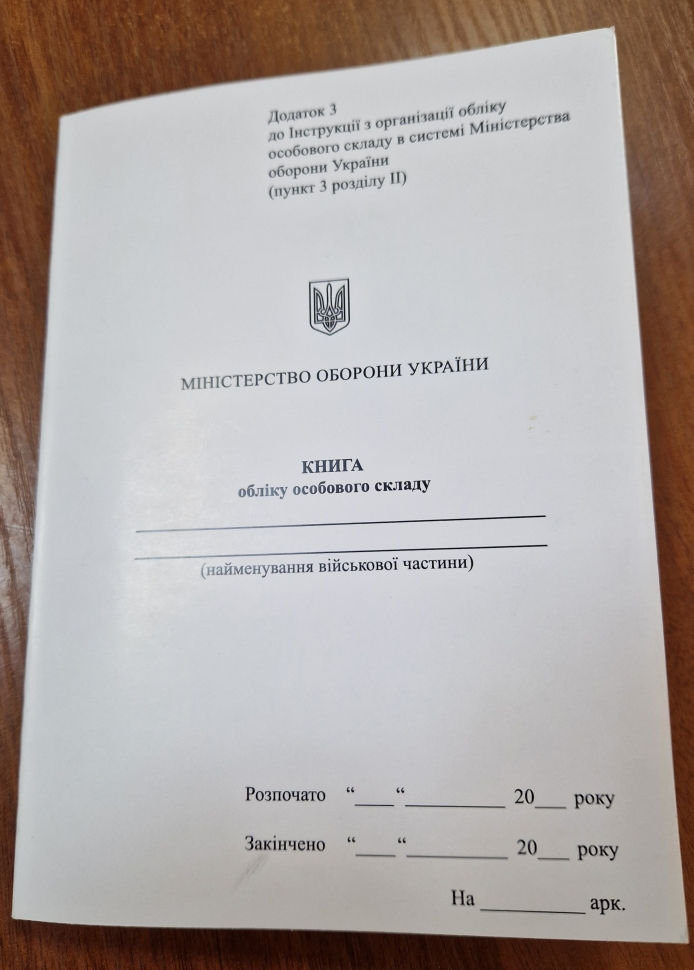 Додаток 3
до Інструкції з організації обліку
особового складу в системі Міністерства
оборони України
(пункт 3 розділу ІІ)
МІНІСТЕРСТВО ОБОРОНИ УКРАЇНИ
КНИГА
обліку особового складу
(найменування військової частини)
Розпочато “____“__________ 20___ року
Закінчено “____“__________ 20___ року
На __________ арк.